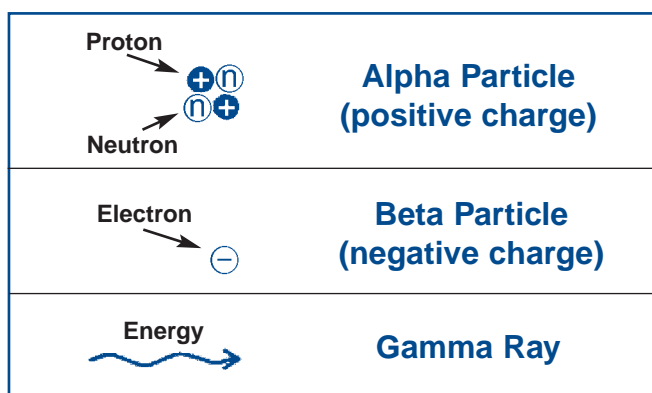 Proton
+ n
n +
Neutron
Alpha Particle
(positive charge)
Electron
−
Beta Particle
(negative charge)
Energy
Gamma Ray